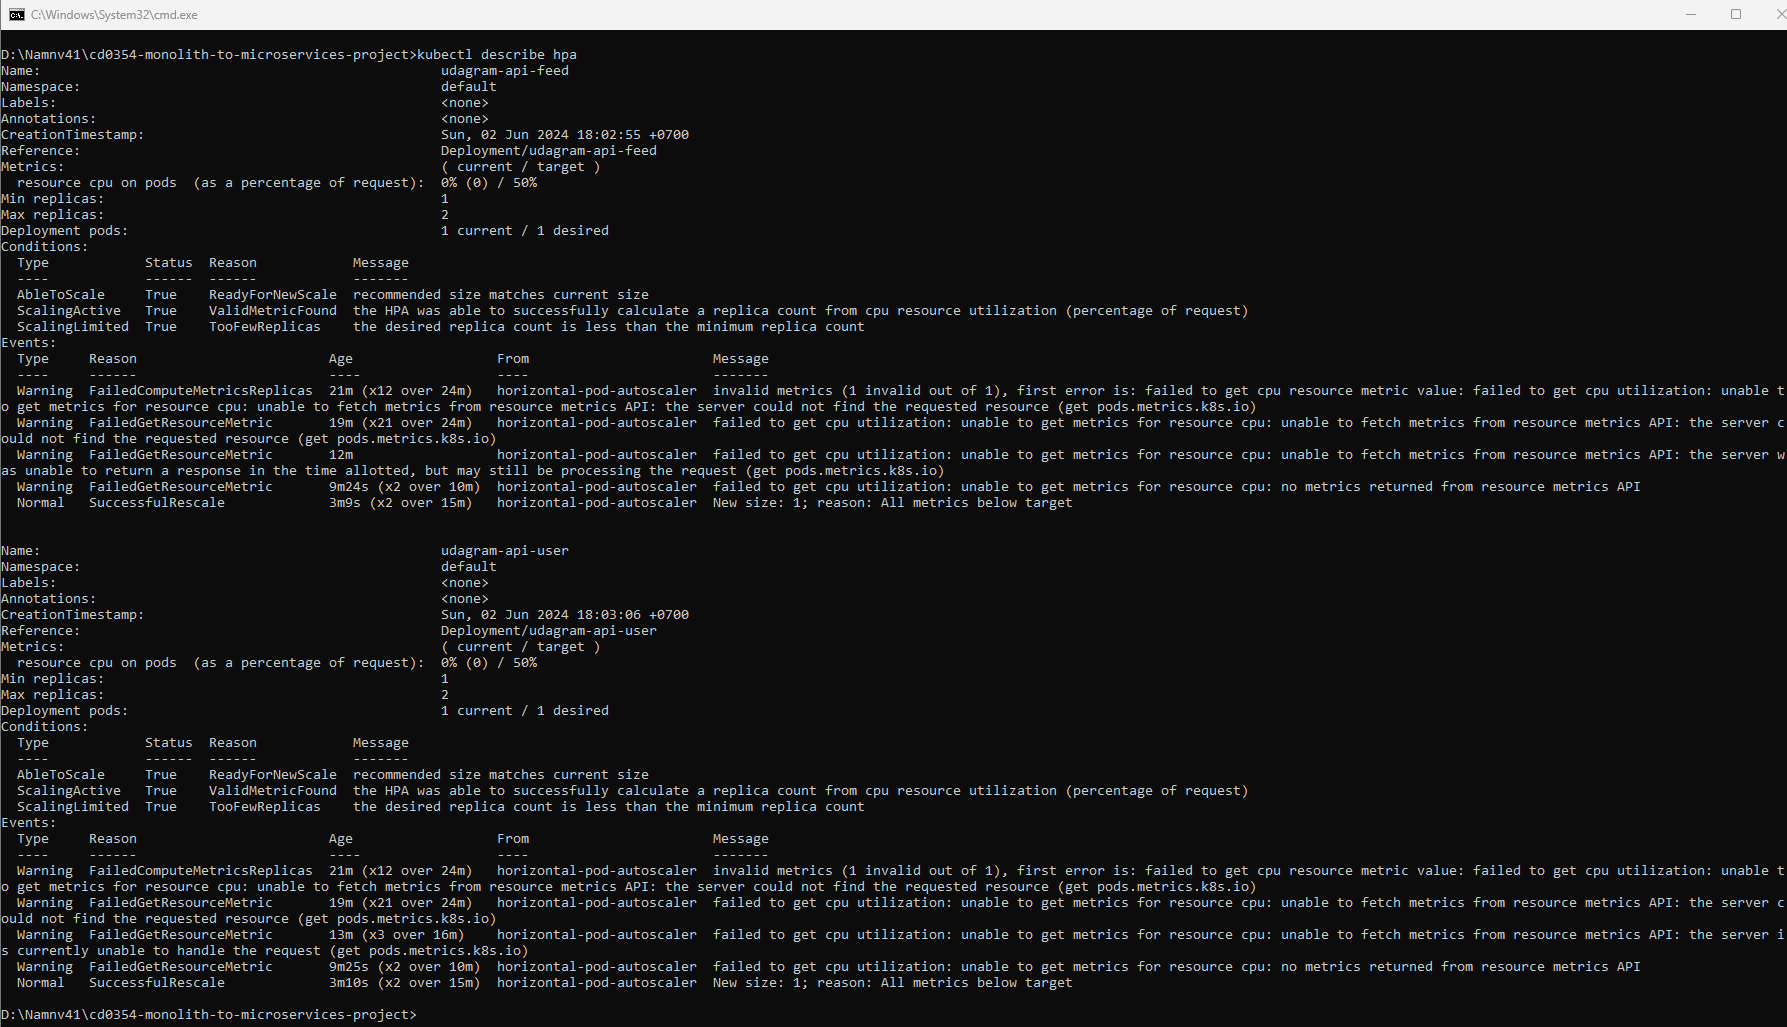 C:\Windows\System32\cmd.exe
D:\Namnv41\cd0354-monolith-to-microservices-project>kubectl describe hpa
Name:                                                  udagram-api-feed
Namespace:                                             default
Labels:                                                <none>
Annotations:                                           <none>
CreationTimestamp:                                     Sun, 02 Jun 2024 18:02:55 +0700
Reference:                                             Deployment/udagram-api-feed
Metrics:                                               ( current / target )
  resource cpu on pods  (as a percentage of request):  0% (0) / 50%
Min replicas:                                          1
Max replicas:                                          2
Deployment pods:                                       1 current / 1 desired
Conditions:
  Type            Status  Reason            Message
  ----            ------  ------            -------
  AbleToScale     True    ReadyForNewScale  recommended size matches current size
  ScalingActive   True    ValidMetricFound  the HPA was able to successfully calculate a replica count from cpu resource utilization (percentage of request)
  ScalingLimited  True    TooFewReplicas    the desired replica count is less than the minimum replica count
Events:
  Type     Reason                        Age                  From                       Message
  ----     ------                        ----                 ----                       -------
  Warning  FailedComputeMetricsReplicas  21m (x12 over 24m)   horizontal-pod-autoscaler  invalid metrics (1 invalid out of 1), first error is: failed to get cpu resource metric value: failed to get cpu utilization: unable t
o get metrics for resource cpu: unable to fetch metrics from resource metrics API: the server could not find the requested resource (get pods.metrics.k8s.io)
  Warning  FailedGetResourceMetric       19m (x21 over 24m)   horizontal-pod-autoscaler  failed to get cpu utilization: unable to get metrics for resource cpu: unable to fetch metrics from resource metrics API: the server c
ould not find the requested resource (get pods.metrics.k8s.io)
  Warning  FailedGetResourceMetric       12m                  horizontal-pod-autoscaler  failed to get cpu utilization: unable to get metrics for resource cpu: unable to fetch metrics from resource metrics API: the server w
as unable to return a response in the time allotted, but may still be processing the request (get pods.metrics.k8s.io)
  Warning  FailedGetResourceMetric       9m24s (x2 over 10m)  horizontal-pod-autoscaler  failed to get cpu utilization: unable to get metrics for resource cpu: no metrics returned from resource metrics API
  Normal   SuccessfulRescale             3m9s (x2 over 15m)   horizontal-pod-autoscaler  New size: 1; reason: All metrics below target
Name:                                                  udagram-api-user
Namespace:                                             default
Labels:                                                <none>
Annotations:                                           <none>
CreationTimestamp:                                     Sun, 02 Jun 2024 18:03:06 +0700
Reference:                                             Deployment/udagram-api-user
Metrics:                                               ( current / target )
  resource cpu on pods  (as a percentage of request):  0% (0) / 50%
Min replicas:                                          1
Max replicas:                                          2
Deployment pods:                                       1 current / 1 desired
Conditions:
  Type            Status  Reason            Message
  ----            ------  ------            -------
  AbleToScale     True    ReadyForNewScale  recommended size matches current size
  ScalingActive   True    ValidMetricFound  the HPA was able to successfully calculate a replica count from cpu resource utilization (percentage of request)
  ScalingLimited  True    TooFewReplicas    the desired replica count is less than the minimum replica count
Events:
  Type     Reason                        Age                  From                       Message
  ----     ------                        ----                 ----                       -------
  Warning  FailedComputeMetricsReplicas  21m (x12 over 24m)   horizontal-pod-autoscaler  invalid metrics (1 invalid out of 1), first error is: failed to get cpu resource metric value: failed to get cpu utilization: unable t
o get metrics for resource cpu: unable to fetch metrics from resource metrics API: the server could not find the requested resource (get pods.metrics.k8s.io)
  Warning  FailedGetResourceMetric       19m (x21 over 24m)   horizontal-pod-autoscaler  failed to get cpu utilization: unable to get metrics for resource cpu: unable to fetch metrics from resource metrics API: the server c
ould not find the requested resource (get pods.metrics.k8s.io)
  Warning  FailedGetResourceMetric       13m (x3 over 16m)    horizontal-pod-autoscaler  failed to get cpu utilization: unable to get metrics for resource cpu: unable to fetch metrics from resource metrics API: the server i
s currently unable to handle the request (get pods.metrics.k8s.io)
  Warning  FailedGetResourceMetric       9m25s (x2 over 10m)  horizontal-pod-autoscaler  failed to get cpu utilization: unable to get metrics for resource cpu: no metrics returned from resource metrics API
  Normal   SuccessfulRescale             3m10s (x2 over 15m)  horizontal-pod-autoscaler  New size: 1; reason: All metrics below target
D:\Namnv41\cd0354-monolith-to-microservices-project>